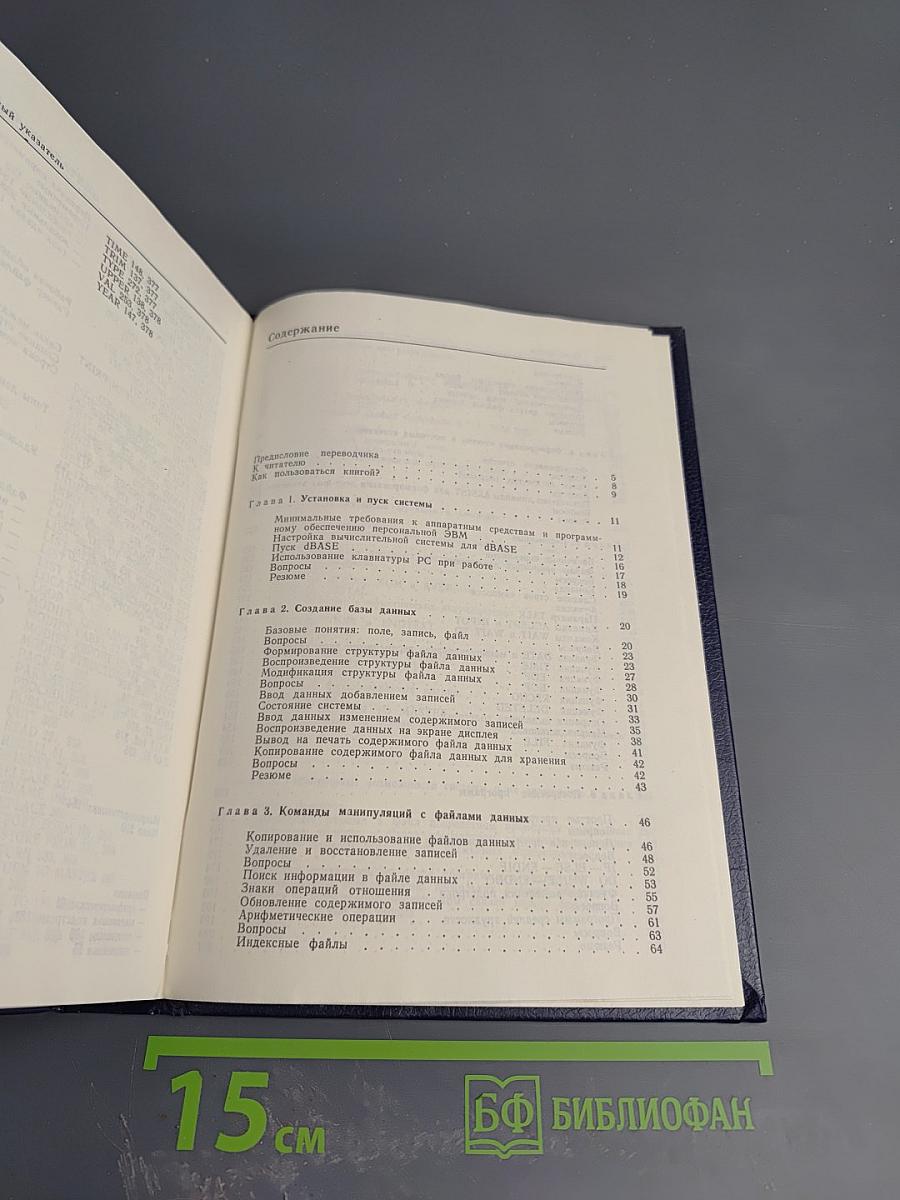 ный указатель
TIME 148, 377
TRIM 137, 377
TYPE 272, 377
UPPER 138, 378
VAL 253, 378
YEAR 147, 378
Содержание
Предисловие переводчика . . . 5
К читателю . . . 8
Как пользоваться книгой? . . . 9
Глава 1. Установка и пуск системы . . . 11
Минимальные требования к аппаратным средствам и программ-
ному обеспечению персональной ЭВМ . . . 11
Настройка вычислительной системы для dBASE . . . 12
Пуск dBASE . . . 16
Использование клавиатуры PC при работе . . . 17
Вопросы . . . 18
Резюме . . . 19
Глава 2. Создание базы данных . . . 20
Базовые понятия: поле, запись, файл . . . 20
Вопросы . . . 23
Формирование структуры файла данных . . . 23
Воспроизведение структуры файла данных . . . 27
Модификация структуры файла данных . . . 28
Вопросы . . . 30
Ввод данных добавлением записей . . . 31
Состояние системы . . . 33
Ввод данных изменением содержимого записей . . . 35
Воспроизведение данных на экране дисплея . . . 38
Вывод на печать содержимого файла данных . . . 41
Копирование содержимого файла данных для хранения . . . 42
Вопросы . . . 42
Резюме . . . 43
Глава 3. Команды манипуляций с файлами данных . . . 46
Копирование и использование файлов данных . . . 46
Удаление и восстановление записей . . . 48
Вопросы . . . 52
Поиск информации в файле данных . . . 53
Знаки операций отношения . . . 55
Обновление содержимого записей . . . 57
Арифметические операции . . . 61
Вопросы . . . 63
Индексные файлы . . . 64
15 см
БФ БИБЛИОФАН